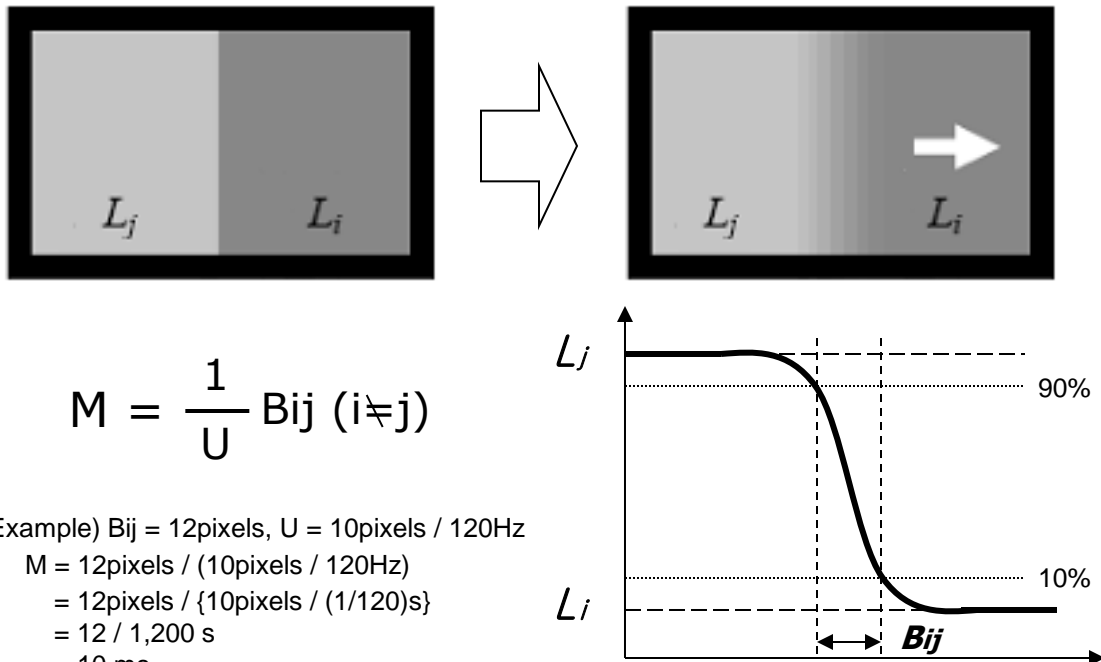 Lj Li
Lj Li
M = 1/U Bij (i≒j)
Example) Bij = 12pixels, U = 10pixels / 120Hz
M = 12pixels / (10pixels / 120Hz)
= 12pixels / {10pixels / (1/120)s}
= 12 / 1,200 s
10 ms
Lj
90%
10%
Li
Bij